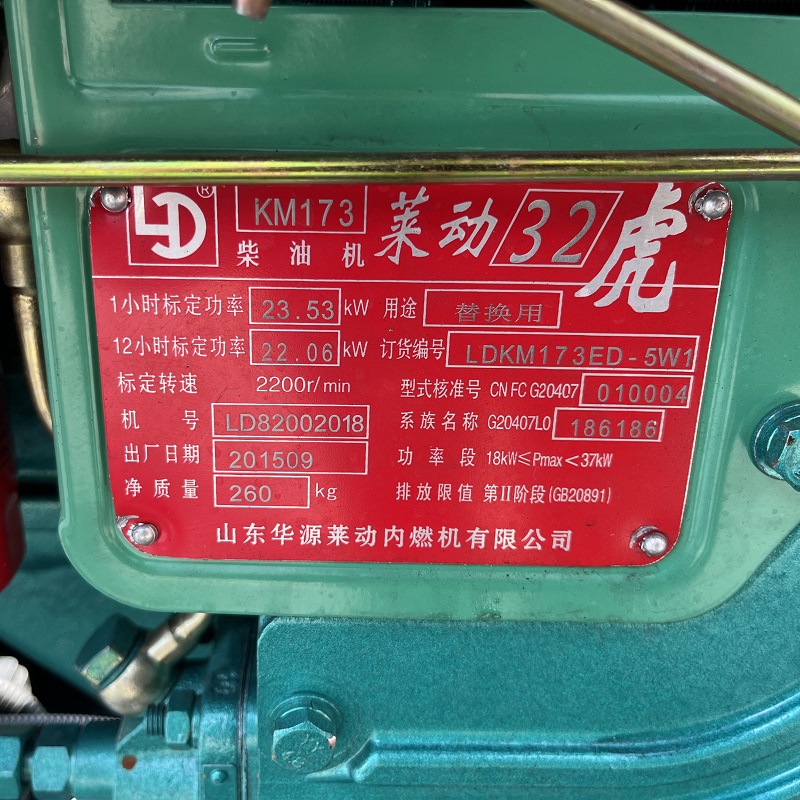 LD ® KM173 莱动 32 虎
柴油机
1小时标定功率 23.53 kW 用途 替换用
12小时标定功率 22.06 kW 订货编号 LDKM173ED-5W1
标定转速 2200r/min 型式核准号 CN FC G20407 010004
机号 LD82002018 系族名称 G20407L0 186186
出厂日期 201509 功率段 18kW≤Pmax<37kW
净质量 260 kg 排放限值 第II阶段(GB20891)
山东华源莱动内燃机有限公司